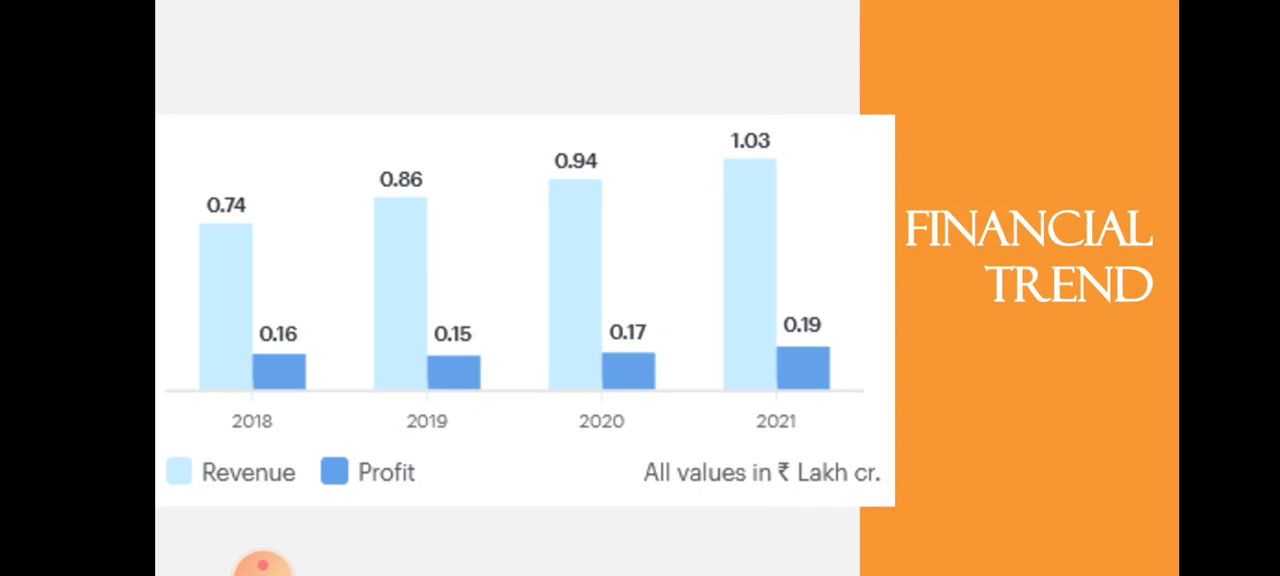 FINANCIAL
TREND
1.03
0.94
0.86
0.74
0.16
0.15
0.17
0.19
2018 2019 2020 2021
Revenue Profit All values in ₹ Lakh cr.